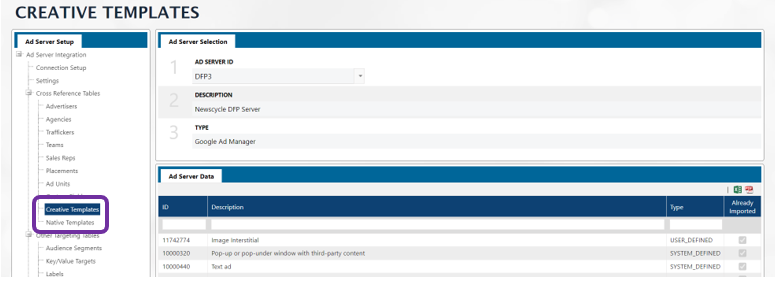 CREATIVE TEMPLATES
Ad Server Setup
Ad Server Integration
Connection Setup
Settings
Cross Reference Tables
Advertisers
Agencies
Traffickers
Teams
Sales Reps
Placements
Ad Units
Creative Templates
Native Templates
Other Targeting Tables
Audience Segments
Key/Value Targets
Labels
Ad Server Selection
1
AD SERVER ID
DFP3
2
DESCRIPTION
Newscycle DFP Server
3
TYPE
Google Ad Manager
Ad Server Data
ID Description Type Already Imported
11742774 Image Interstitial USER_DEFINED
10000320 Pop-up or pop-under window with third-party content SYSTEM_DEFINED
10000440 Text ad SYSTEM_DEFINED